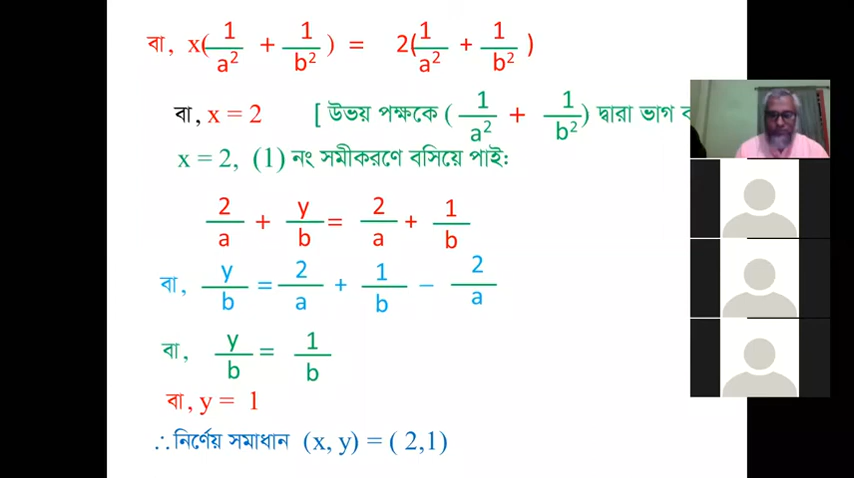 বা, x(1/a² + 1/b²) = 2(1/a² + 1/b²)
বা, x = 2 [ উভয় পক্ষকে (1/a² + 1/b²) দ্বারা ভাগ
x = 2, (1) নং সমীকরণে বসিয়ে পাই:
2/a + y/b = 2/a + 1/b
বা, y/b = 2/a + 1/b − 2/a
বা, y/b = 1/b
বা, y = 1
∴ নির্ণেয় সমাধান (x, y) = ( 2,1)